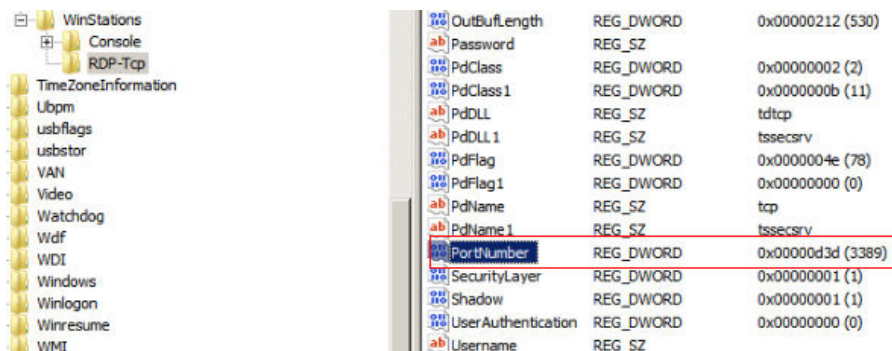 WinStations
Console
RDP-Tcp
TimeZoneInformation
Ubpm
usbflags
usbstor
VAN
Video
Watchdog
Wdf
WDI
Windows
Winlogon
Winresume
WMI
OutBufLength REG_DWORD 0x00000212 (530)
Password REG_SZ
PdClass REG_DWORD 0x00000002 (2)
PdClass1 REG_DWORD 0x0000000b (11)
PdDLL REG_SZ tdtcp
PdDLL1 REG_SZ tssecsrv
PdFlag REG_DWORD 0x0000004e (78)
PdFlag1 REG_DWORD 0x00000000 (0)
PdName REG_SZ tcp
PdName1 REG_SZ tssecsrv
PortNumber REG_DWORD 0x00000d3d (3389)
SecurityLayer REG_DWORD 0x00000001 (1)
Shadow REG_DWORD 0x00000001 (1)
UserAuthentication REG_DWORD 0x00000000 (0)
Username REG_SZ